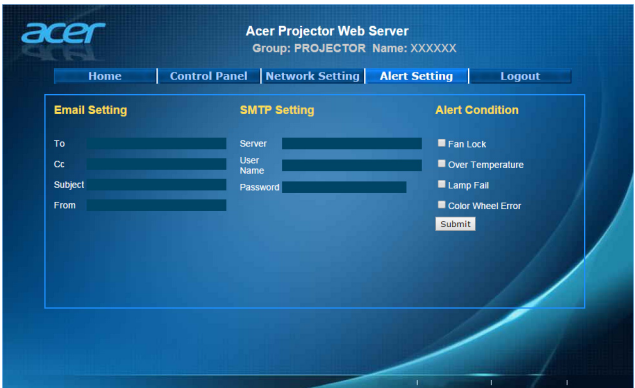 acer
Acer Projector Web Server
Group: PROJECTOR Name: XXXXXX
Home Control Panel Network Setting Alert Setting Logout
Email Setting
To
Cc
Subject
From
SMTP Setting
Server
User
Name
Password
Alert Condition
Fan Lock
Over Temperature
Lamp Fail
Color Wheel Error
Submit